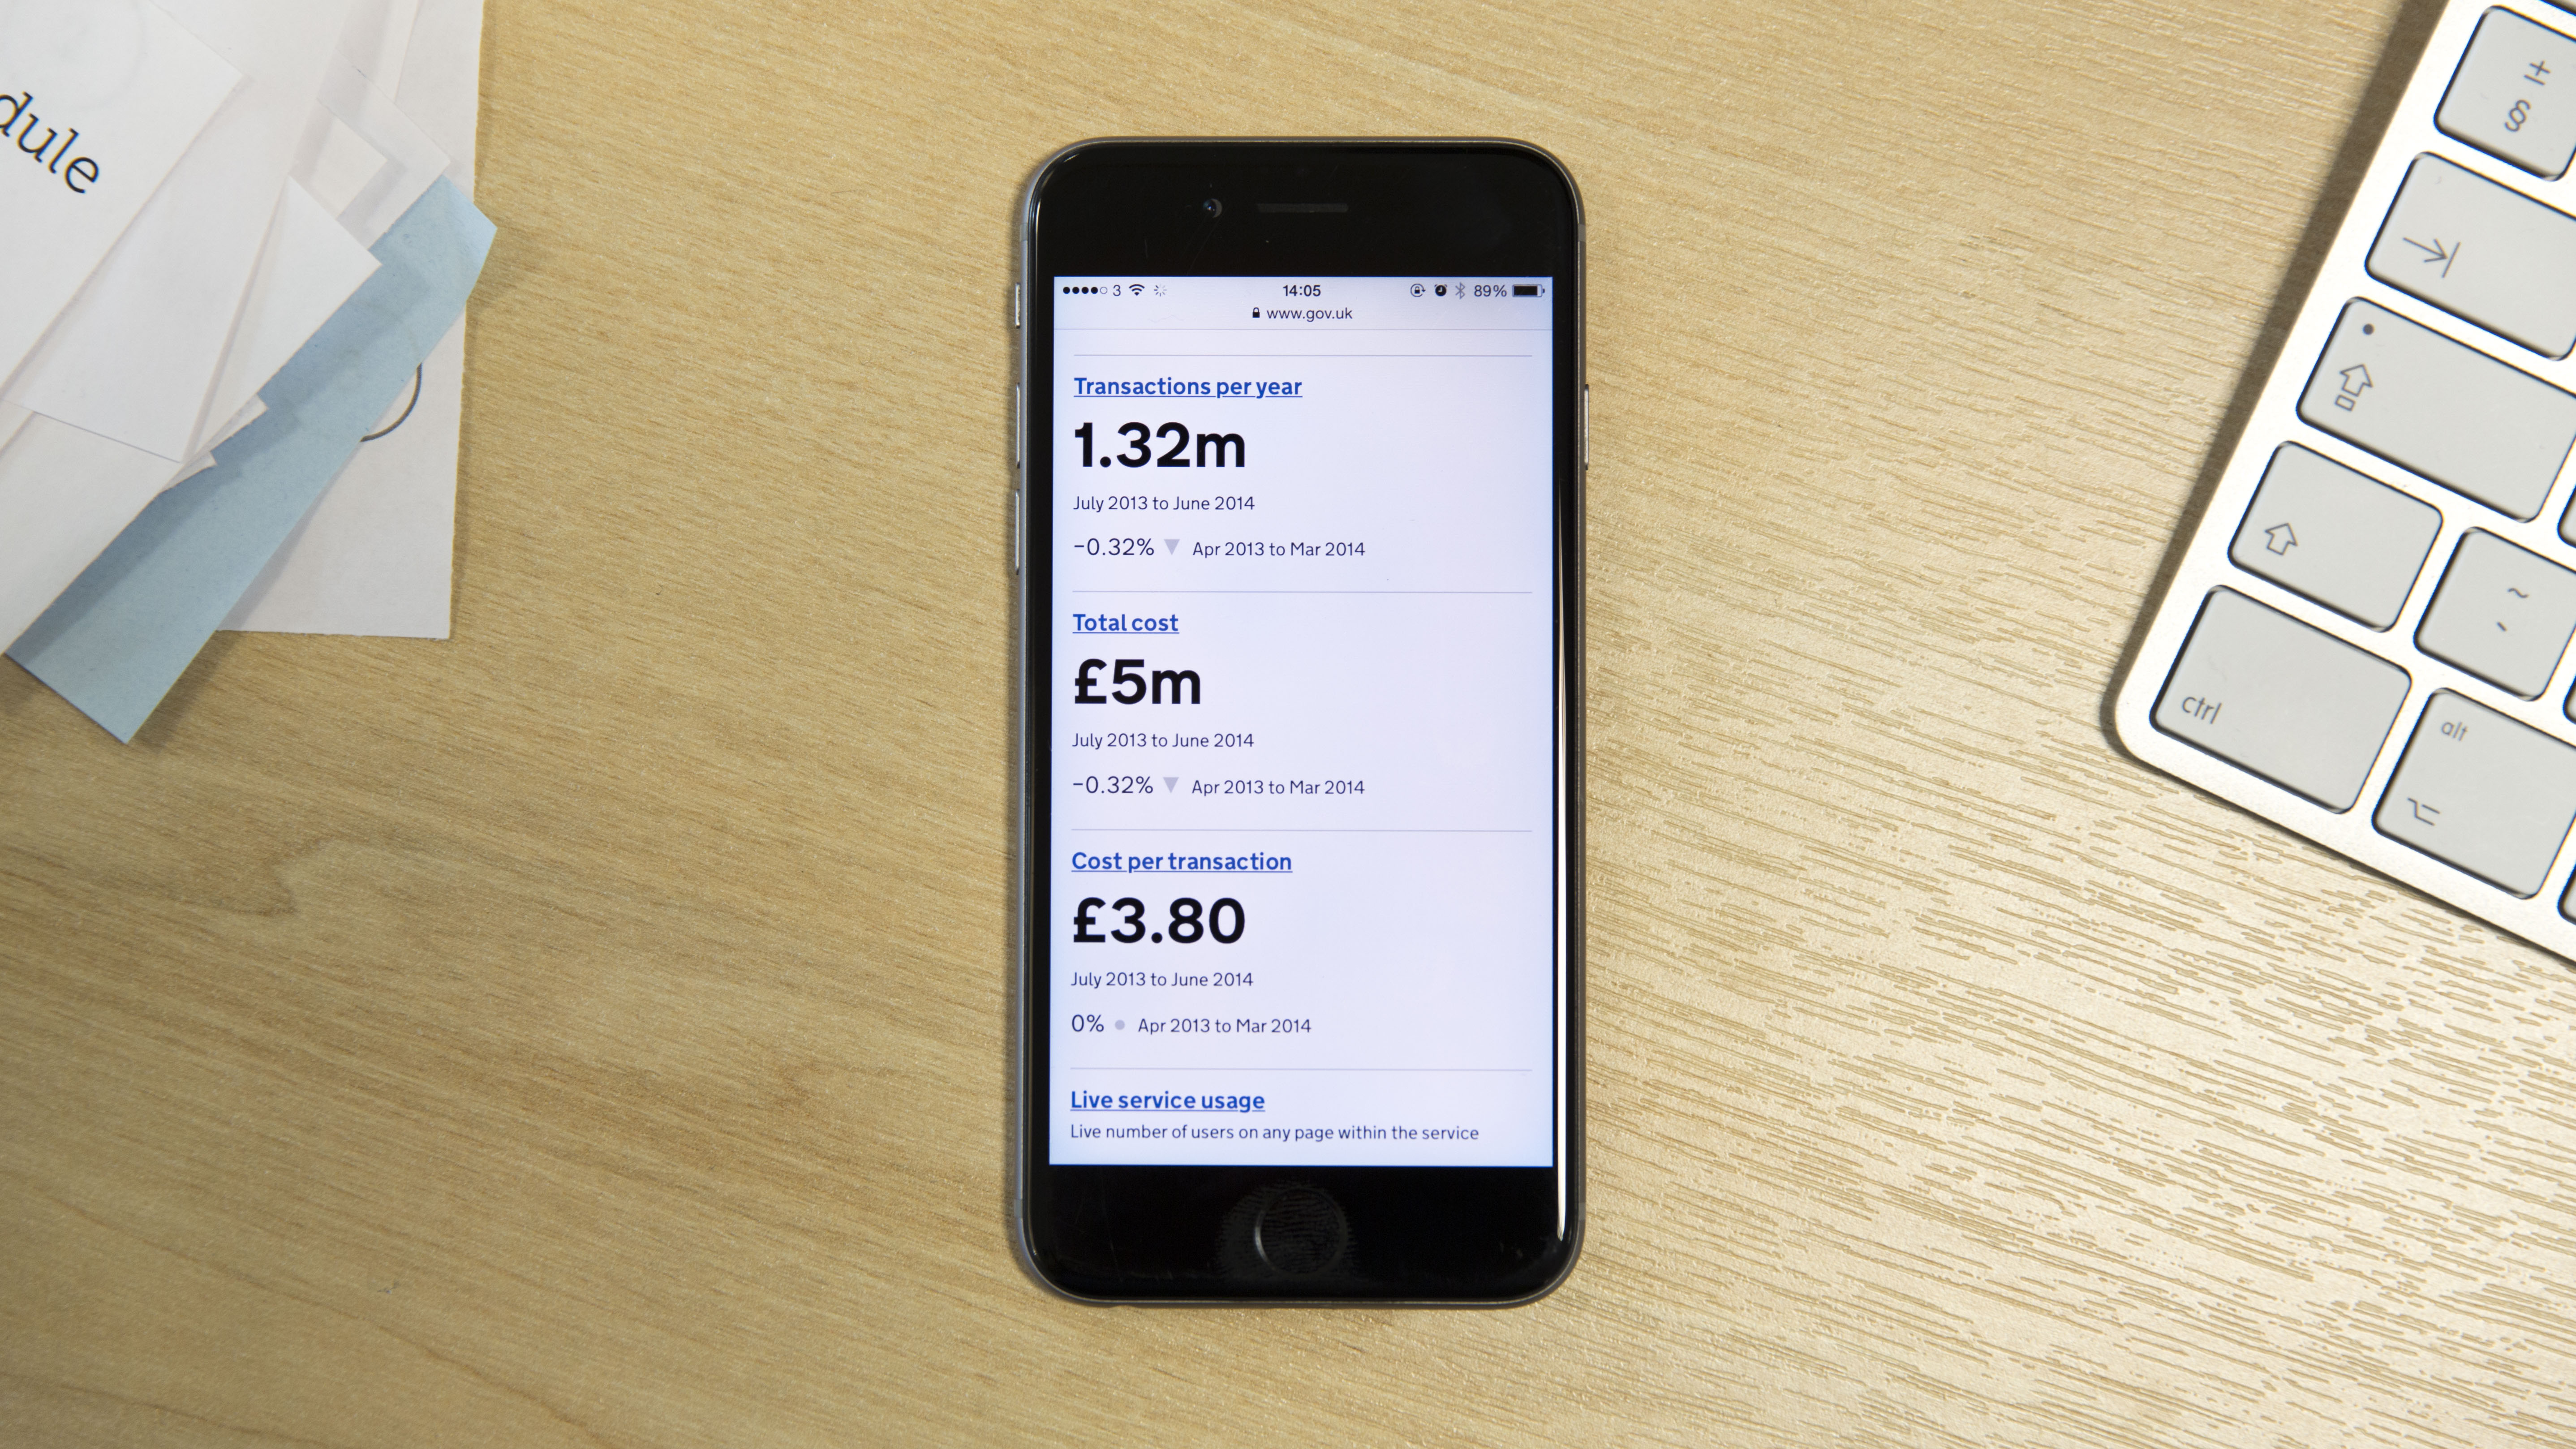 dule
3 14:05 89%
www.gov.uk
Transactions per year
1.32m
July 2013 to June 2014
-0.32% ▼ Apr 2013 to Mar 2014
Total cost
£5m
July 2013 to June 2014
-0.32% ▼ Apr 2013 to Mar 2014
Cost per transaction
£3.80
July 2013 to June 2014
0% ● Apr 2013 to Mar 2014
Live service usage
Live number of users on any page within the service
±
§
~
ctrl
alt